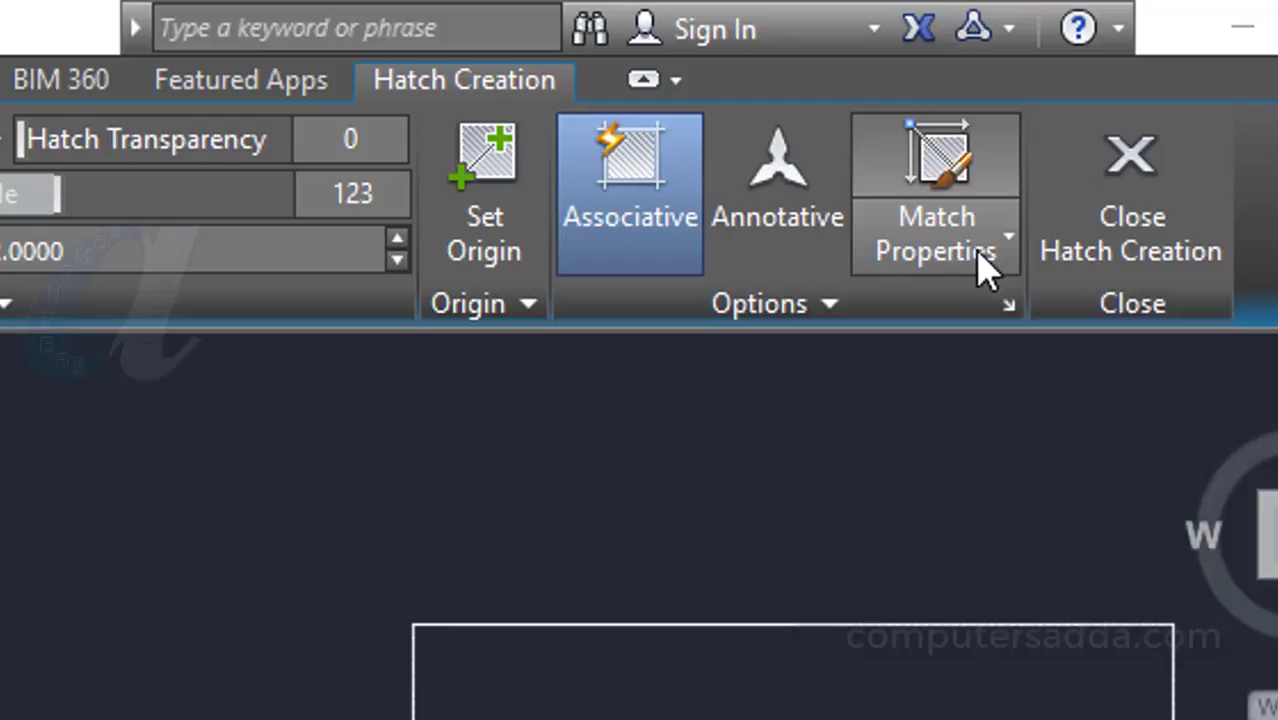 Type a keyword or phrase
Sign In
?
BIM 360
Featured Apps
Hatch Creation
Hatch Transparency
0
123
.0000
Set
Origin
Associative
Annotative
Match
Properties
Close
Hatch Creation
Origin
Options
Close
W
computersadda.com
W